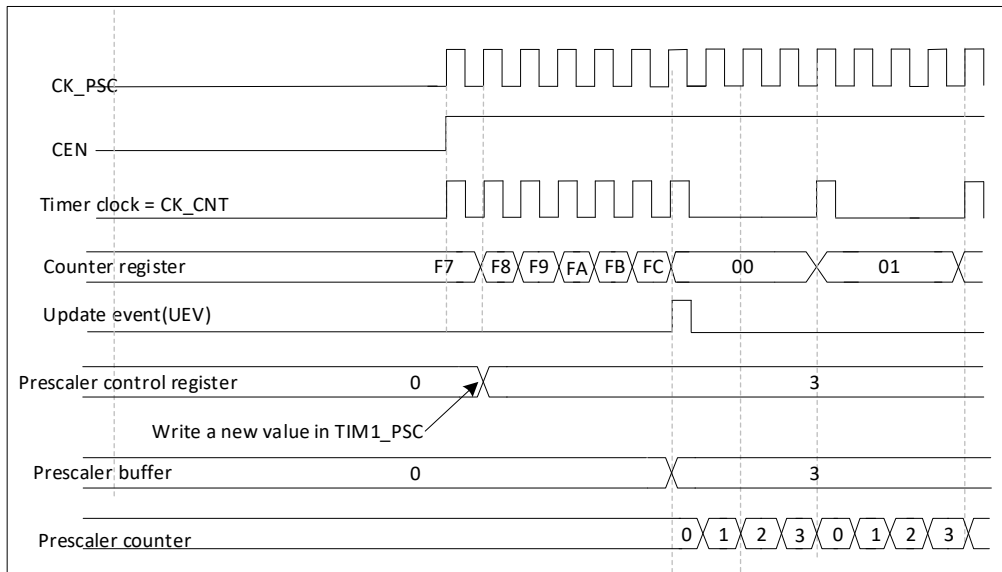 CK_PSC
CEN
Timer clock = CK_CNT
Counter register F7 F8 F9 FA FB FC 00 01
Update event(UEV)
Prescaler control register 0 3
Write a new value in TIM1_PSC
Prescaler buffer 0 3
Prescaler counter 0 1 2 3 0 1 2 3